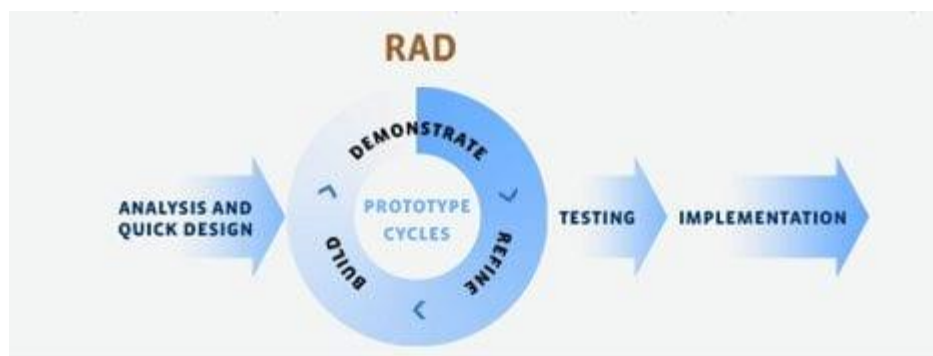 RAD
ANALYSIS AND
QUICK DESIGN
DEMONSTRATE
REFINE
BUILD
PROTOTYPE
CYCLES
TESTING
IMPLEMENTATION